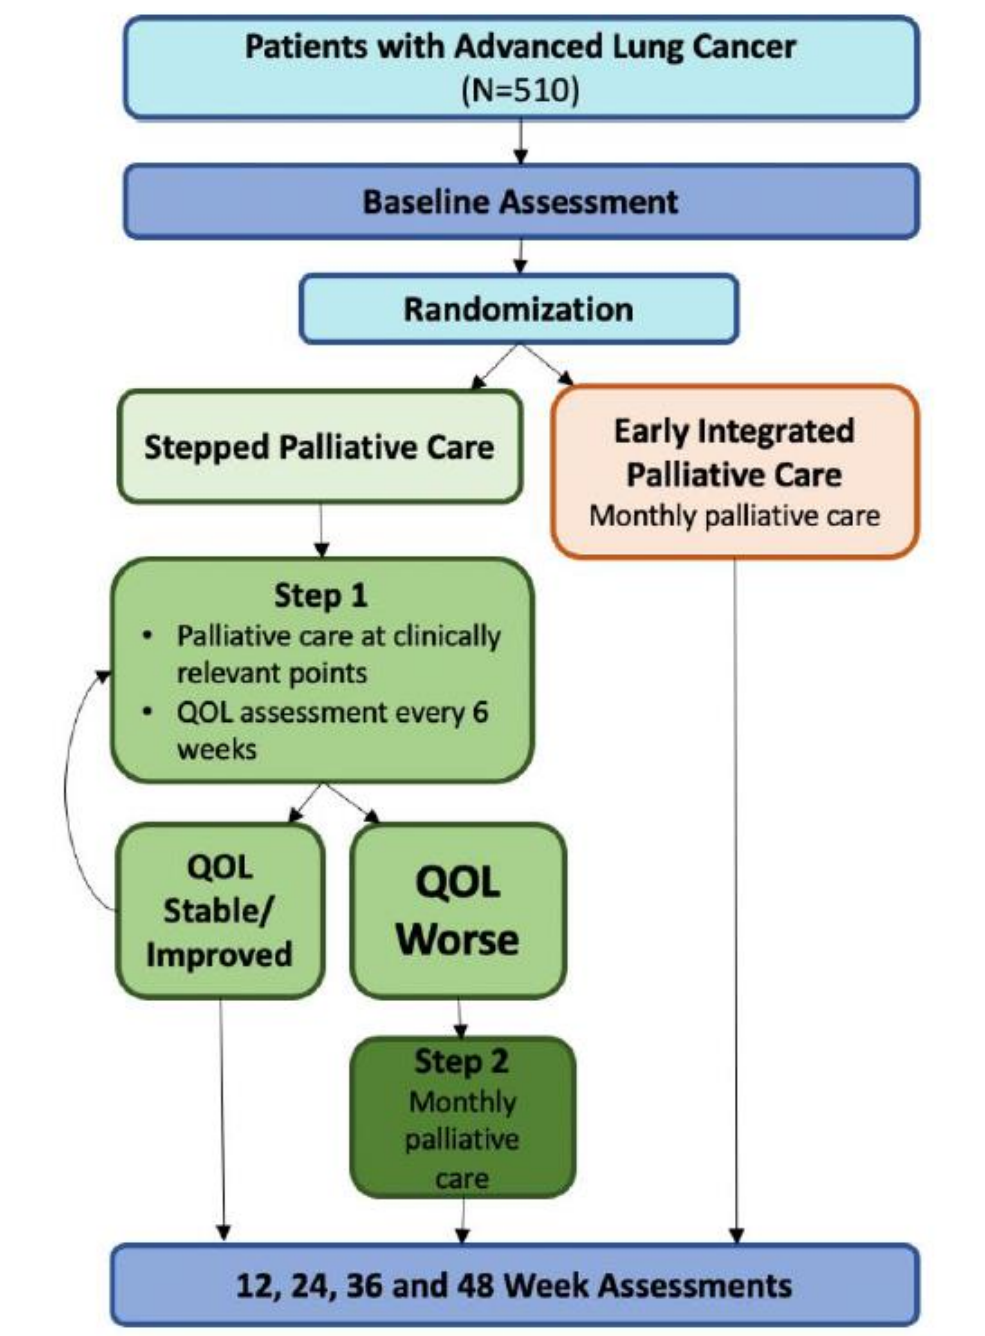 Patients with Advanced Lung Cancer
(N=510)
Baseline Assessment
Randomization
Stepped Palliative Care
Early Integrated
Palliative Care
Monthly palliative care
Step 1
• Palliative care at clinically
relevant points
• QOL assessment every 6
weeks
QOL
Stable/
Improved
QOL
Worse
Step 2
Monthly
palliative
care
12, 24, 36 and 48 Week Assessments